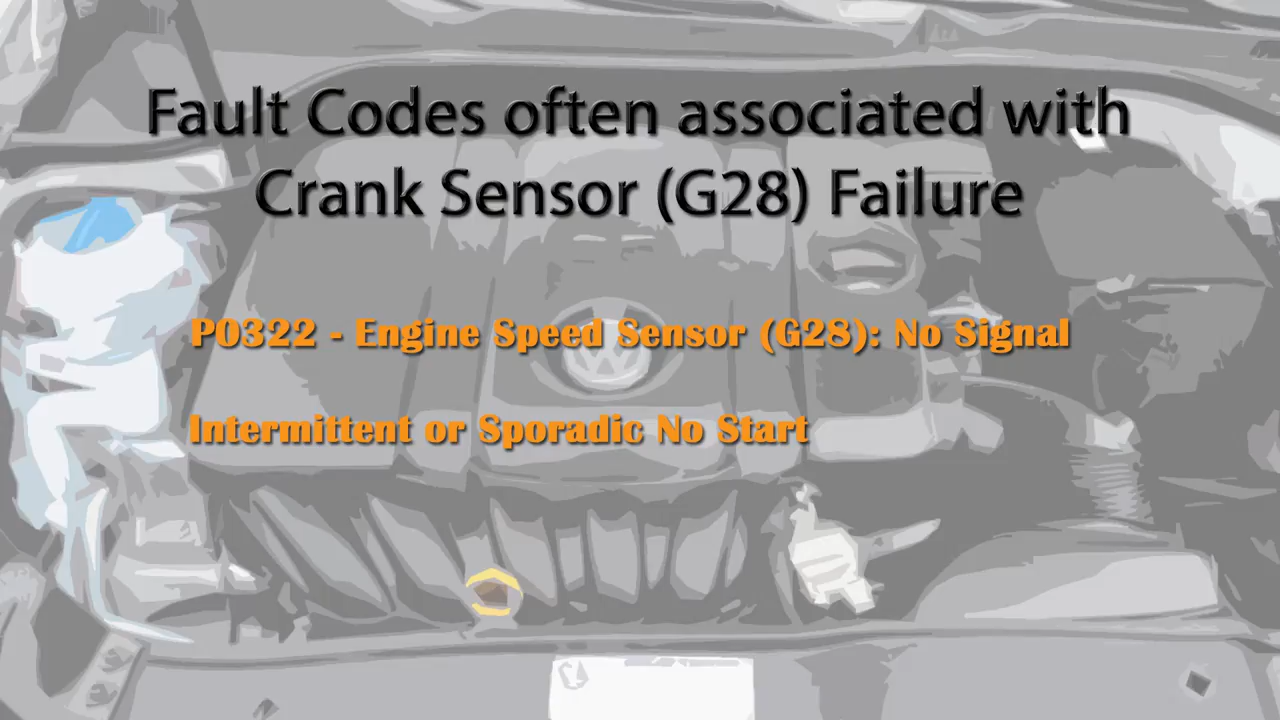 Fault Codes often associated with
Crank Sensor (G28) Failure
P0322 - Engine Speed Sensor (G28): No Signal
Intermittent or Sporadic No Start